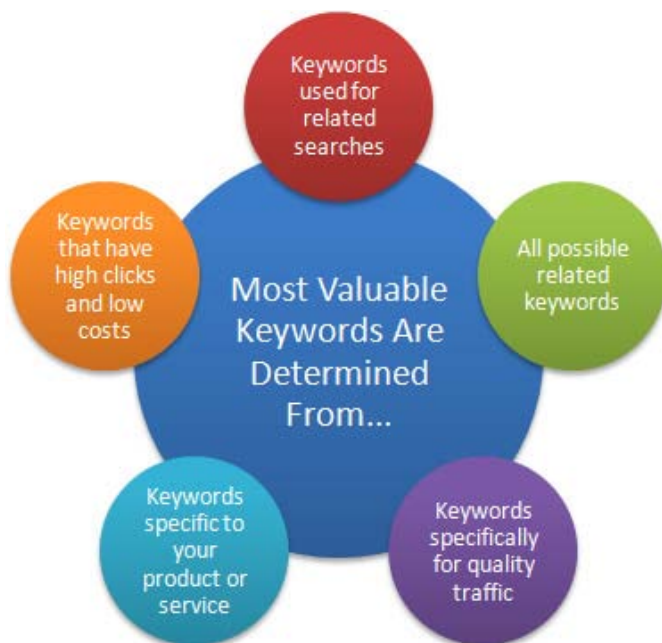 Keywords
used for
related
searches
Keywords
that have
high clicks
and low
costs
All possible
related
keywords
Most Valuable
Keywords Are
Determined
From...
Keywords
specific to
your
product or
service
Keywords
specifically
for quality
traffic